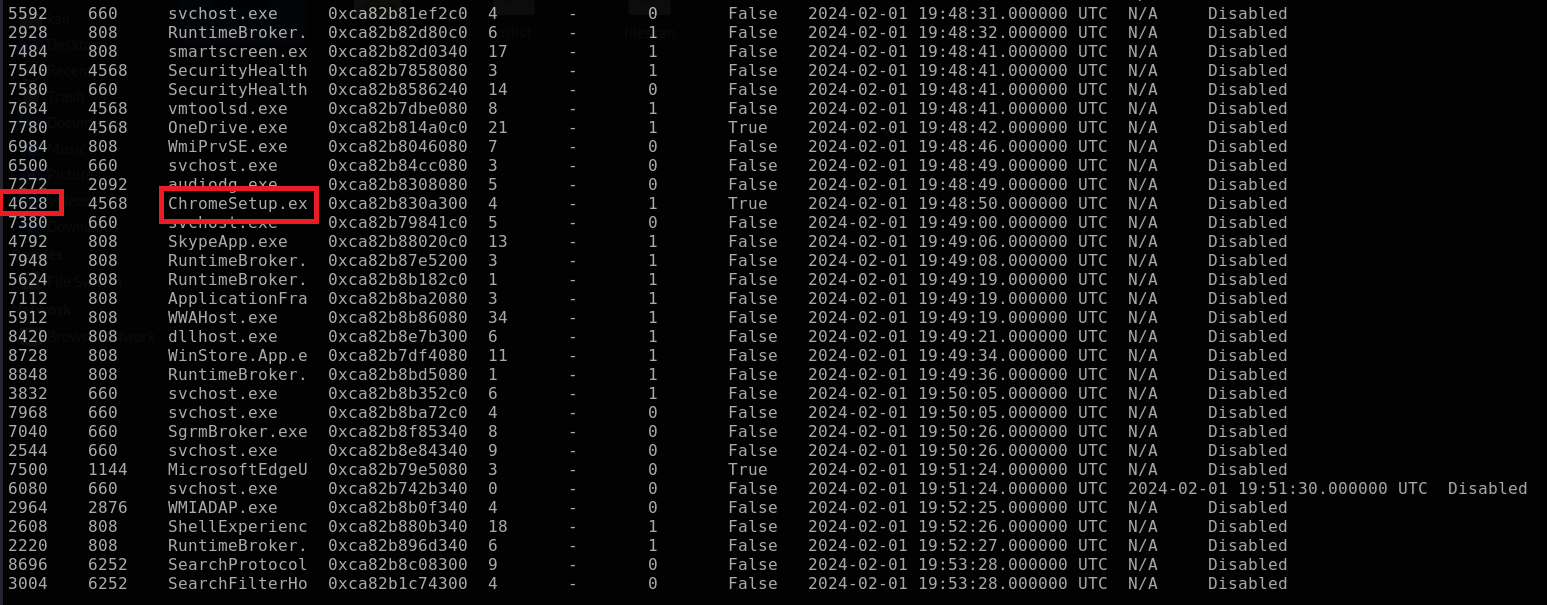 5592 660 svchost.exe 0xca82b81ef2c0 4 - 0 False 2024-02-01 19:48:31.000000 UTC N/A Disabled
2928 808 RuntimeBroker. 0xca82b82d80c0 6 - 1 False 2024-02-01 19:48:32.000000 UTC N/A Disabled
7484 808 smartscreen.ex 0xca82b82d0340 17 - 1 False 2024-02-01 19:48:41.000000 UTC N/A Disabled
7540 4568 SecurityHealth 0xca82b7858080 3 - 1 False 2024-02-01 19:48:41.000000 UTC N/A Disabled
7580 660 SecurityHealth 0xca82b8586240 14 - 0 False 2024-02-01 19:48:41.000000 UTC N/A Disabled
7684 4568 vmtoolsd.exe 0xca82b7dbe080 8 - 1 False 2024-02-01 19:48:41.000000 UTC N/A Disabled
7780 4568 OneDrive.exe 0xca82b814a0c0 21 - 1 True 2024-02-01 19:48:42.000000 UTC N/A Disabled
6984 808 WmiPrvSE.exe 0xca82b8046080 7 - 0 False 2024-02-01 19:48:46.000000 UTC N/A Disabled
6500 660 svchost.exe 0xca82b84cc080 3 - 0 False 2024-02-01 19:48:49.000000 UTC N/A Disabled
7272 2092 audiodg.exe 0xca82b8308080 5 - 0 False 2024-02-01 19:48:49.000000 UTC N/A Disabled
4628 4568 ChromeSetup.ex 0xca82b830a300 4 - 1 True 2024-02-01 19:48:50.000000 UTC N/A Disabled
7380 660 svchost.exe 0xca82b79841c0 5 - 0 False 2024-02-01 19:49:00.000000 UTC N/A Disabled
4792 808 SkypeApp.exe 0xca82b88020c0 13 - 1 False 2024-02-01 19:49:06.000000 UTC N/A Disabled
7948 808 RuntimeBroker. 0xca82b87e5200 3 - 1 False 2024-02-01 19:49:08.000000 UTC N/A Disabled
5624 808 RuntimeBroker. 0xca82b8b182c0 1 - 1 False 2024-02-01 19:49:19.000000 UTC N/A Disabled
7112 808 ApplicationFra 0xca82b8ba2080 3 - 1 False 2024-02-01 19:49:19.000000 UTC N/A Disabled
5912 808 WWAHost.exe 0xca82b8b86080 34 - 1 False 2024-02-01 19:49:19.000000 UTC N/A Disabled
8420 808 dllhost.exe 0xca82b8e7b300 6 - 1 False 2024-02-01 19:49:21.000000 UTC N/A Disabled
8728 808 WinStore.App.e 0xca82b7df4080 11 - 1 False 2024-02-01 19:49:34.000000 UTC N/A Disabled
8848 808 RuntimeBroker. 0xca82b8bd5080 1 - 1 False 2024-02-01 19:49:36.000000 UTC N/A Disabled
3832 660 svchost.exe 0xca82b8b352c0 6 - 1 False 2024-02-01 19:50:05.000000 UTC N/A Disabled
7968 660 svchost.exe 0xca82b8ba72c0 4 - 0 False 2024-02-01 19:50:05.000000 UTC N/A Disabled
7040 660 SgrmBroker.exe 0xca82b8f85340 8 - 0 False 2024-02-01 19:50:26.000000 UTC N/A Disabled
2544 660 svchost.exe 0xca82b8e84340 9 - 0 False 2024-02-01 19:50:26.000000 UTC N/A Disabled
7500 1144 MicrosoftEdgeU 0xca82b79e5080 3 - 0 True 2024-02-01 19:51:24.000000 UTC N/A Disabled
6080 660 svchost.exe 0xca82b742b340 0 - 0 False 2024-02-01 19:51:24.000000 UTC 2024-02-01 19:51:30.000000 UTC Disabled
2964 2876 WMIADAP.exe 0xca82b8b0f340 4 - 0 False 2024-02-01 19:52:25.000000 UTC N/A Disabled
2608 808 ShellExperienc 0xca82b880b340 18 - 1 False 2024-02-01 19:52:26.000000 UTC N/A Disabled
2220 808 RuntimeBroker. 0xca82b896d340 6 - 1 False 2024-02-01 19:52:27.000000 UTC N/A Disabled
8696 6252 SearchProtocol 0xca82b8c08300 9 - 0 False 2024-02-01 19:53:28.000000 UTC N/A Disabled
3004 6252 SearchFilterHo 0xca82b1c74300 4 - 0 False 2024-02-01 19:53:28.000000 UTC N/A Disabled